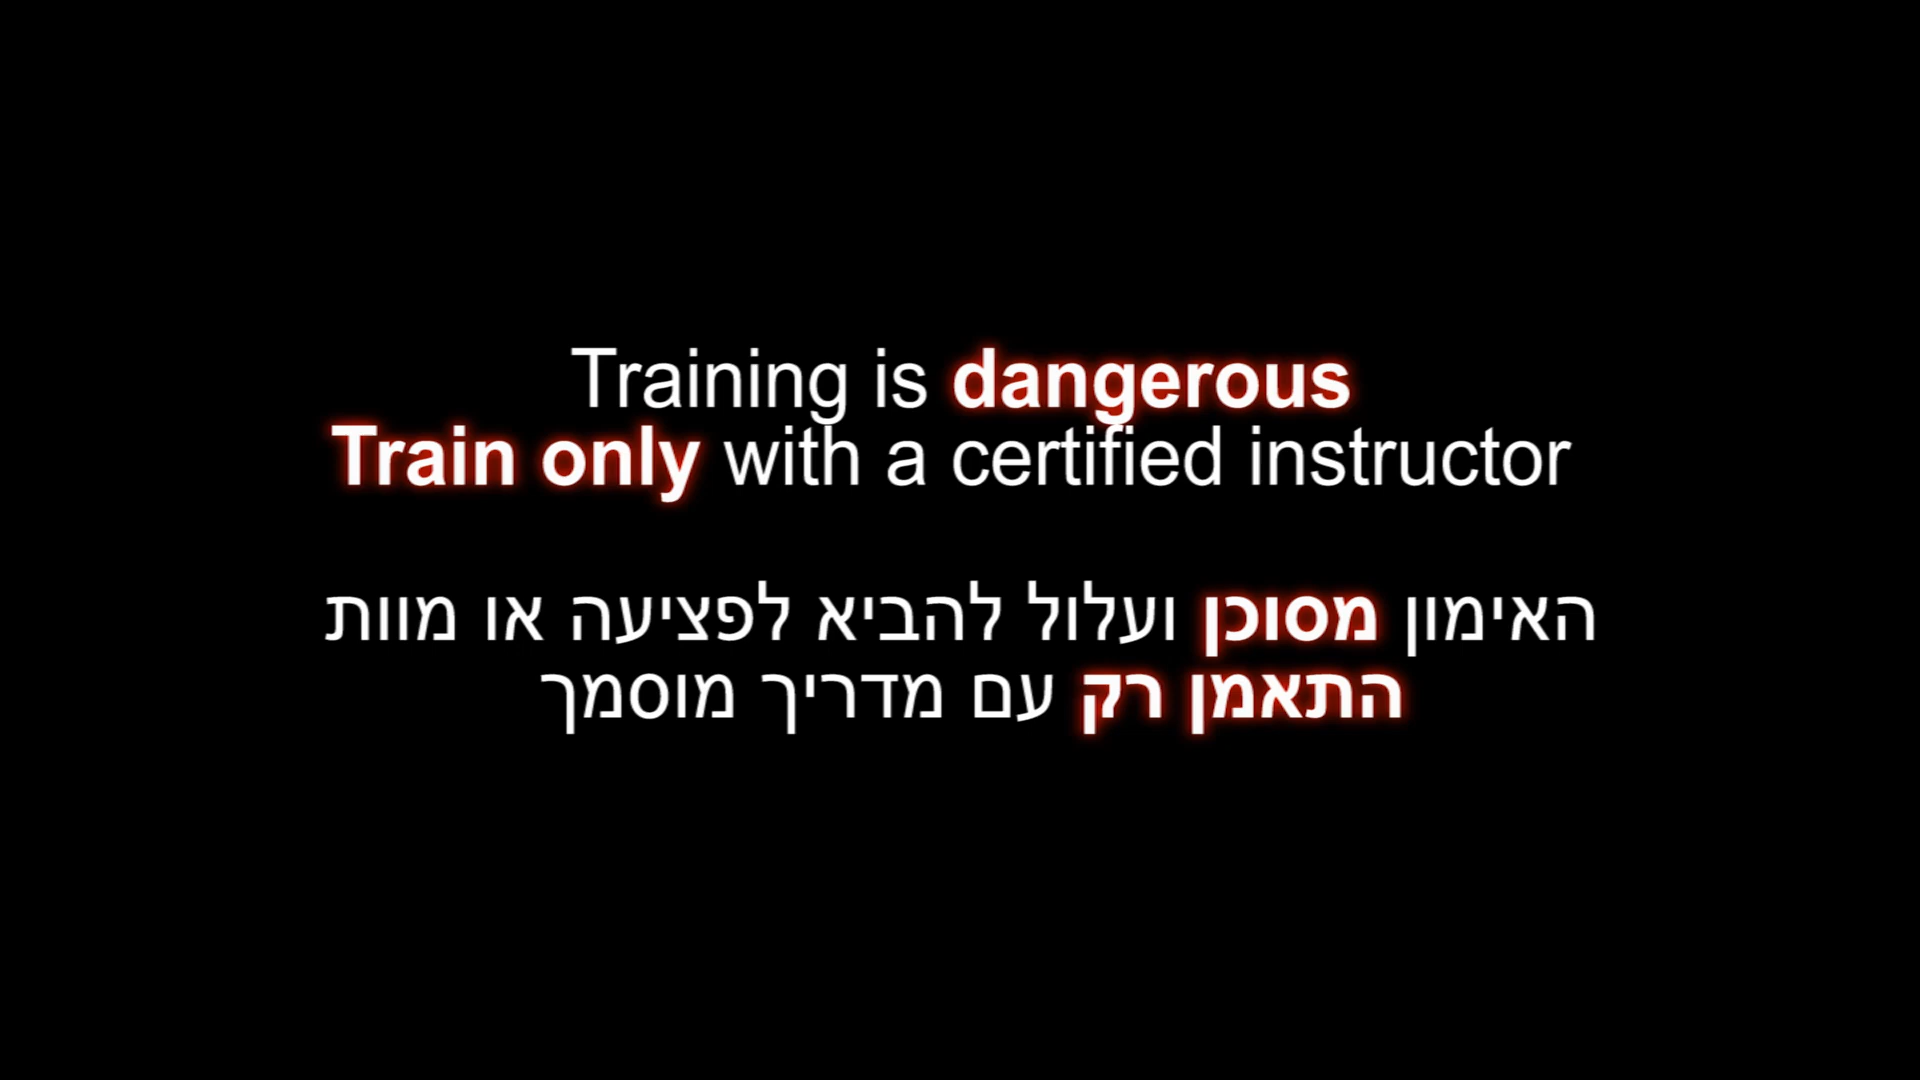 Training is dangerous
Train only with a certified instructor
האימון מסוכן ועלול להביא לפציעה או מוות
התאמן רק עם מדריך מוסמך